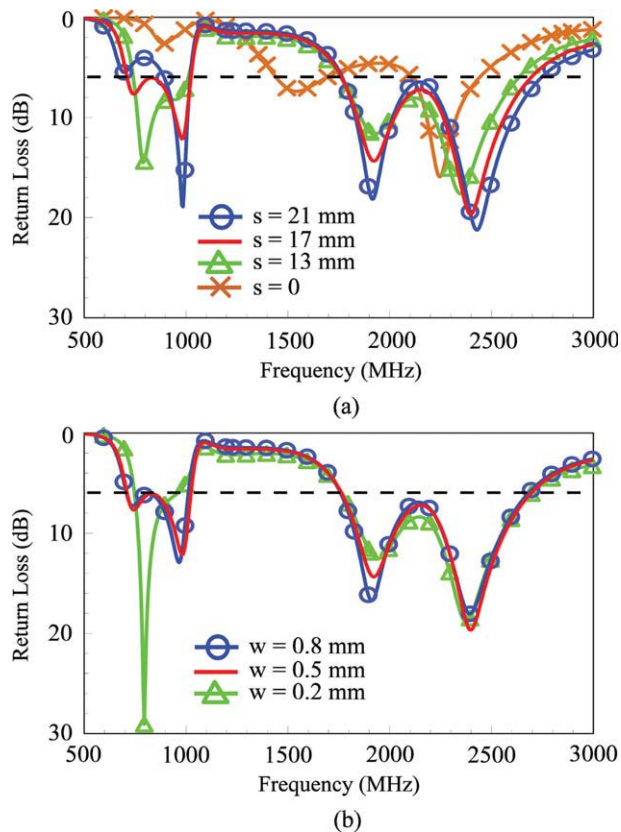 0
10
20
30
Return Loss (dB)
s = 21 mm
s = 17 mm
s = 13 mm
s = 0
500 1000 1500 2000 2500 3000
Frequency (MHz)
(a)
0
10
20
30
Return Loss (dB)
w = 0.8 mm
w = 0.5 mm
w = 0.2 mm
500 1000 1500 2000 2500 3000
Frequency (MHz)
(b)